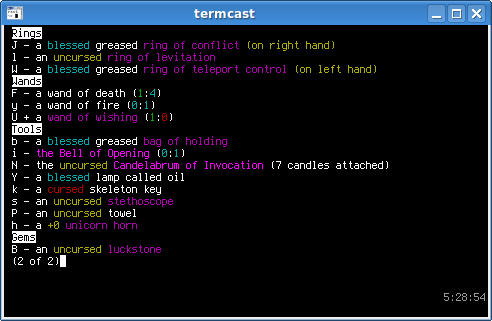 termcast
Rings
J - a blessed greased ring of conflict (on right hand)
l - an uncursed ring of levitation
W - a blessed greased ring of teleport control (on left hand)
Wands
F - a wand of death (1:4)
y - a wand of fire (0:1)
U + a wand of wishing (1:0)
Tools
b - a blessed greased bag of holding
i - the Bell of Opening (0:1)
N - the uncursed Candelabrum of Invocation (7 candles attached)
Y - a blessed lamp called oil
k - a cursed skeleton key
s - an uncursed stethoscope
P - an uncursed towel
h - a +0 unicorn horn
Gems
B - an uncursed luckstone
(2 of 2)
5:28:54